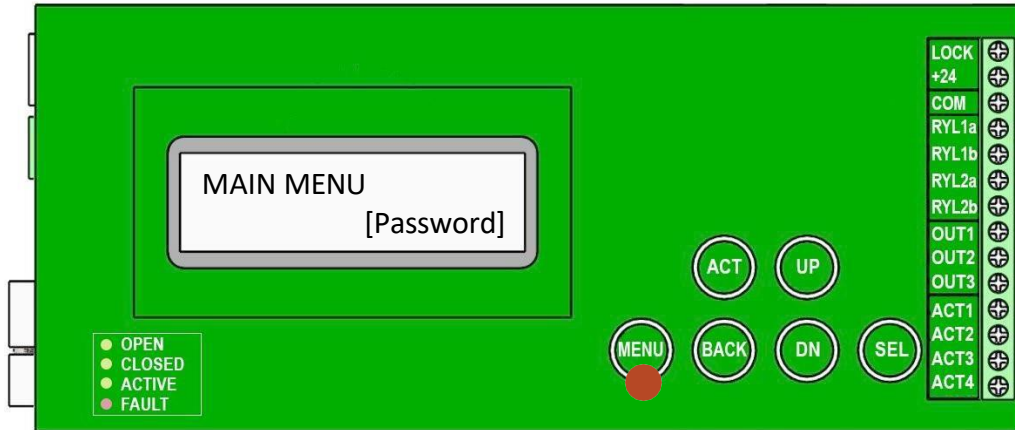 MAIN MENU
[Password]
OPEN
CLOSED
ACTIVE
FAULT
ACT
UP
MENU
BACK
DN
SEL
LOCK
+24
COM
RYL1a
RYL1b
RYL2a
RYL2b
OUT1
OUT2
OUT3
ACT1
ACT2
ACT3
ACT4